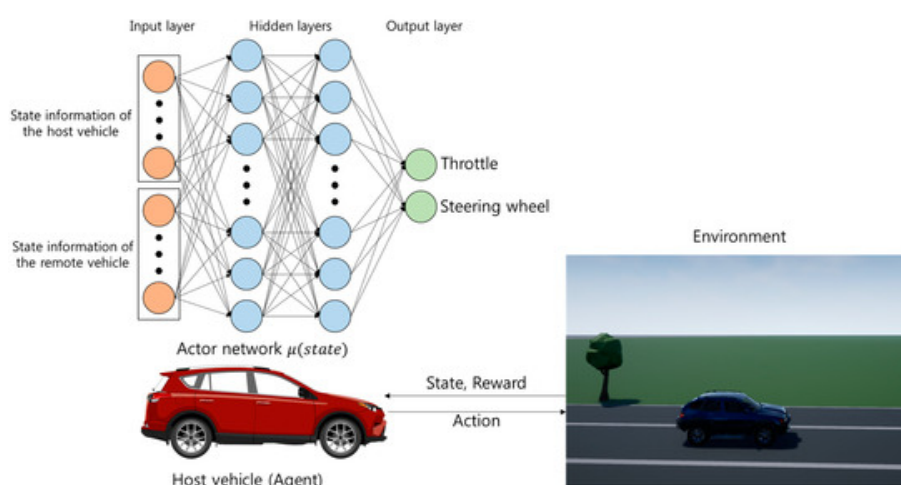 Input layer
Hidden layers
Output layer
State information of
the host vehicle
State information of
the remote vehicle
Throttle
Steering wheel
Actor network μ(state)
Environment
State, Reward
Action
Host vehicle (Agent)